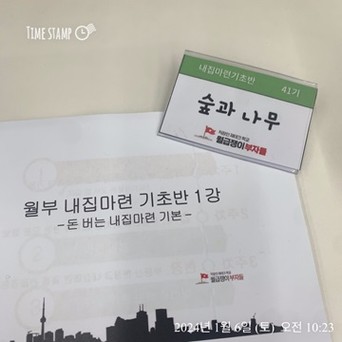 TIME STAMP
내집마련기초반 41기
숲과 나무
월급쟁이부자들
월부 내집마련 기초반 1강
-돈 버는 내집마련 기본-
월급쟁이부자들
2024년 1월 6일 (토) 오전 10:23